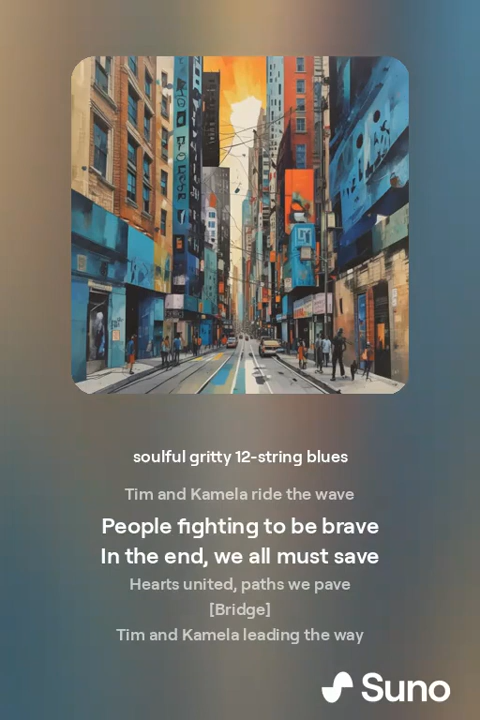 soulful gritty 12-string blues
Tim and Kamela ride the wave
People fighting to be brave
In the end, we all must save
Hearts united, paths we pave
[Bridge]
Tim and Kamela leading the way
Suno